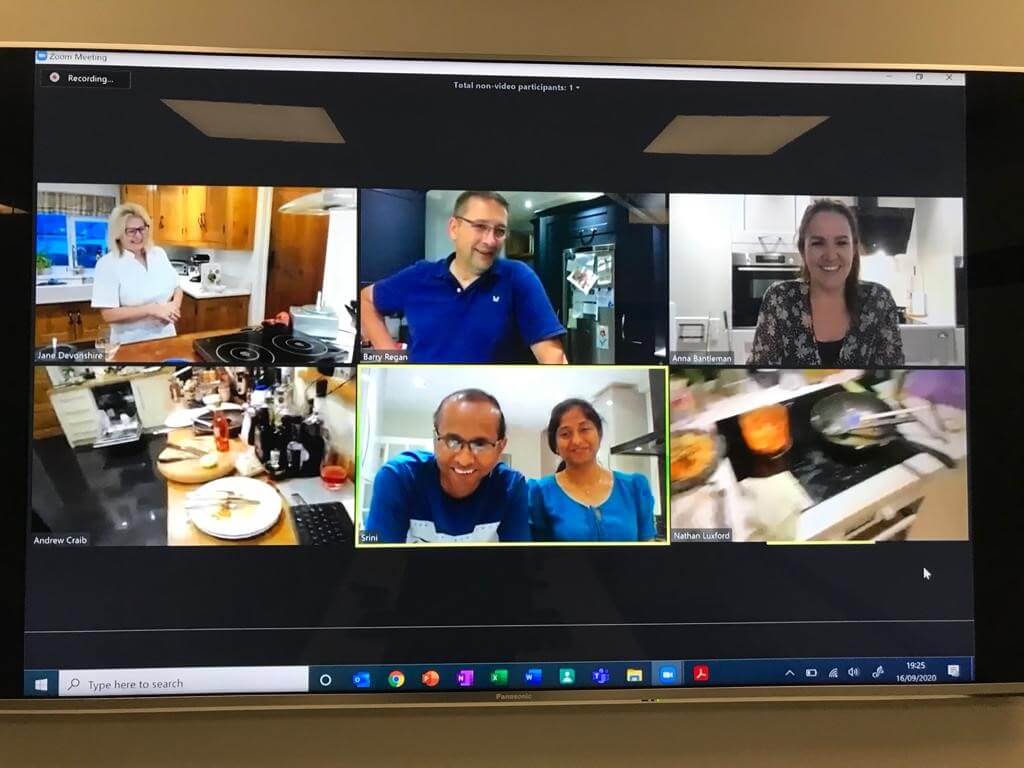 Zoom Meeting
Recording...
Total non-video participants: 1
Jane Devonshire
Barry Regan
Anna Bantleman
Andrew Craib
Srini
Nathan Luxford
Type here to search
19:25
16/09/2020
Panasonic